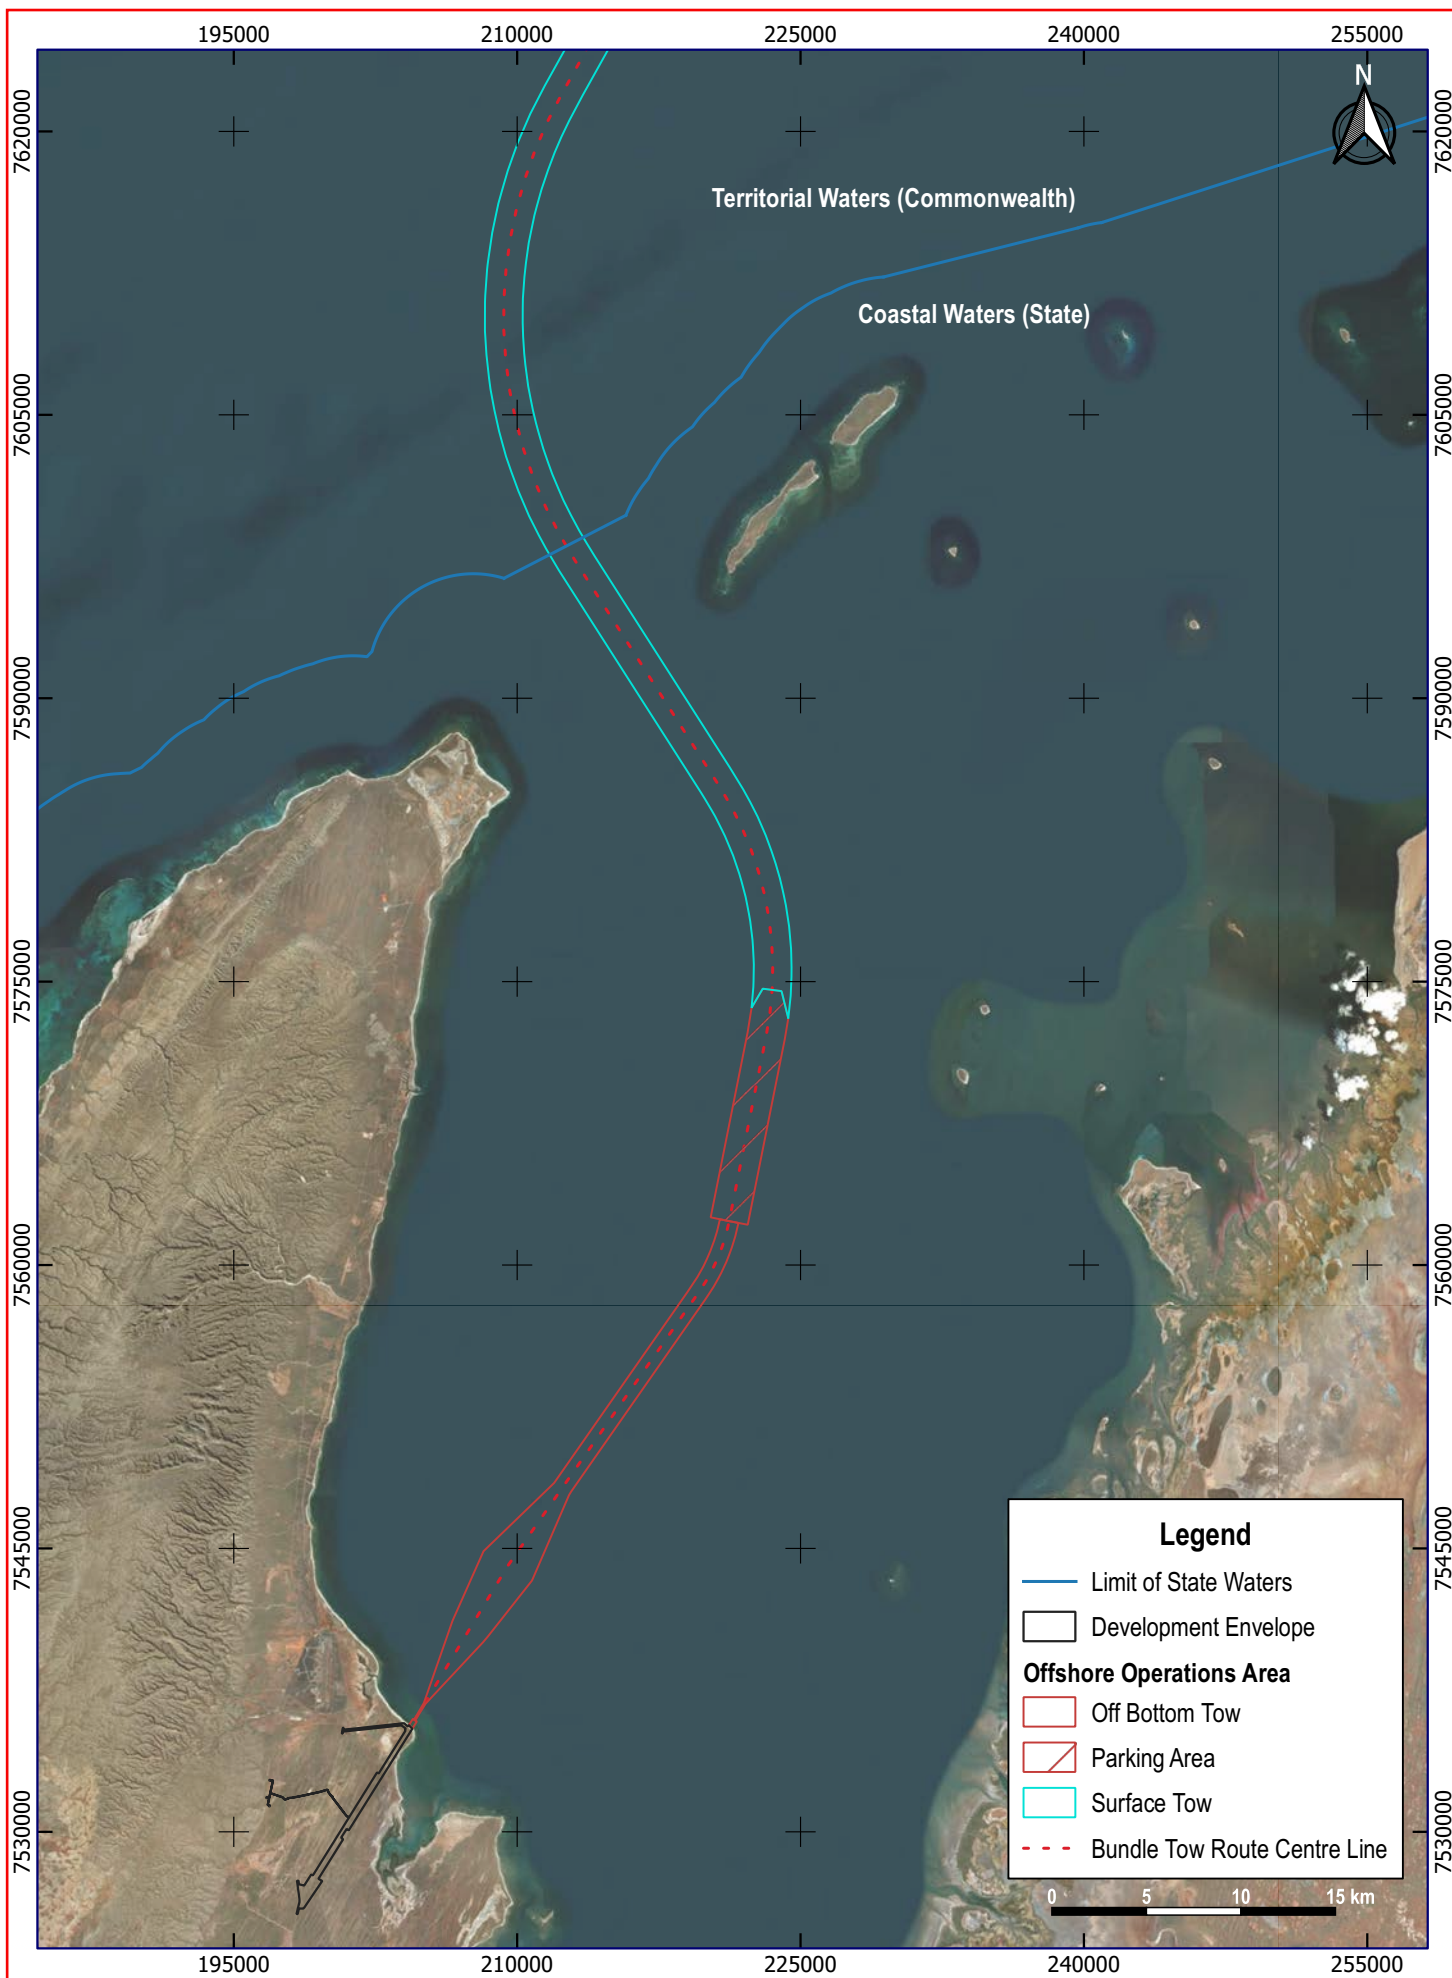 195000 210000 225000 240000 255000
N
7620000 7620000
Territorial Waters (Commonwealth)
Coastal Waters (State)
7605000 7605000
7590000 7590000
7575000 7575000
7560000 7560000
7545000 7545000
Legend
Limit of State Waters
Development Envelope
Offshore Operations Area
Off Bottom Tow
Parking Area
Surface Tow
Bundle Tow Route Centre Line
7530000 7530000
0 5 10 15 km
195000 210000 225000 240000 255000